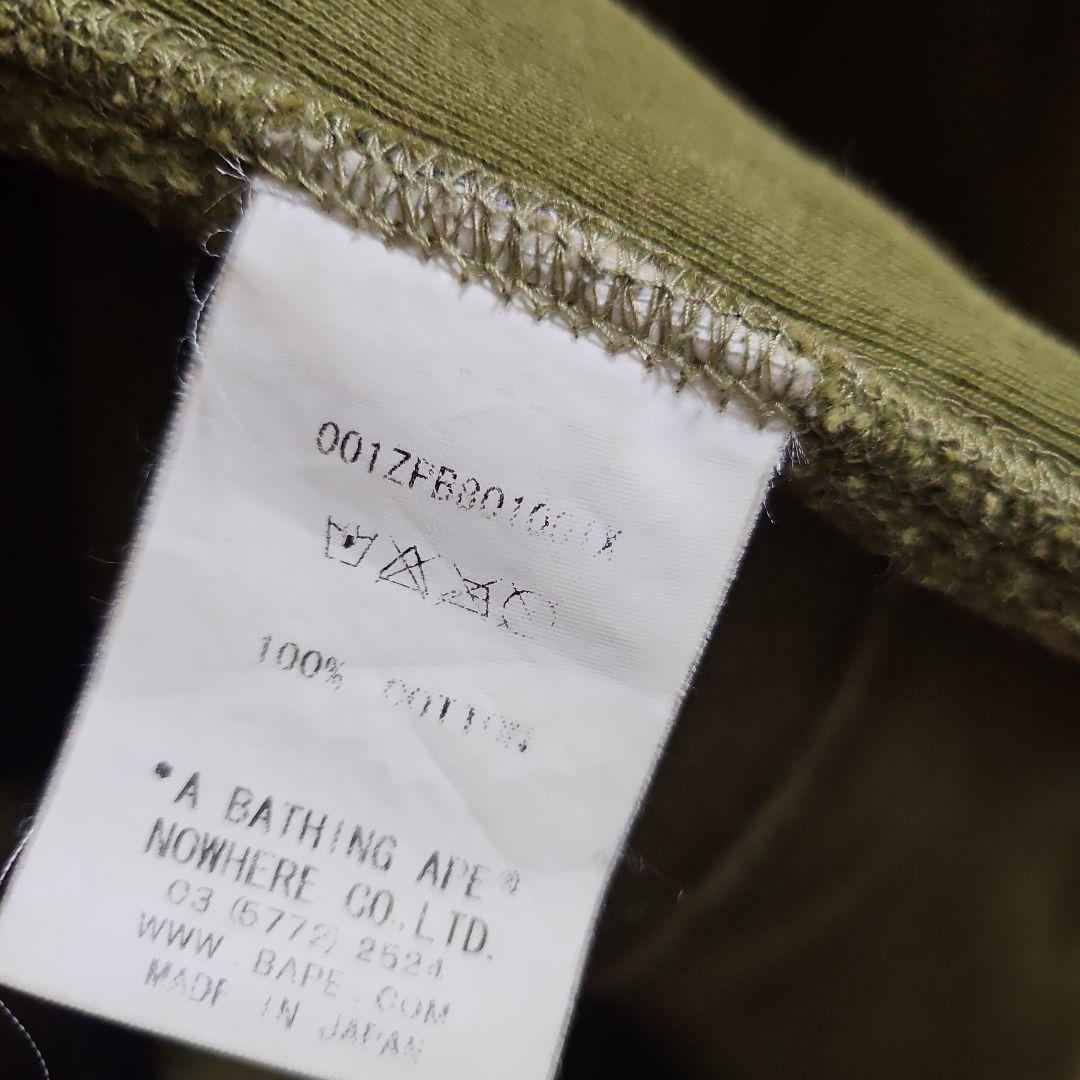 100% COTTON
•A BATHING APE®
NOWHERE CO.,LTD.
03 (5772) 2524
WWW.BAPE.COM
MADE IN JAPAN